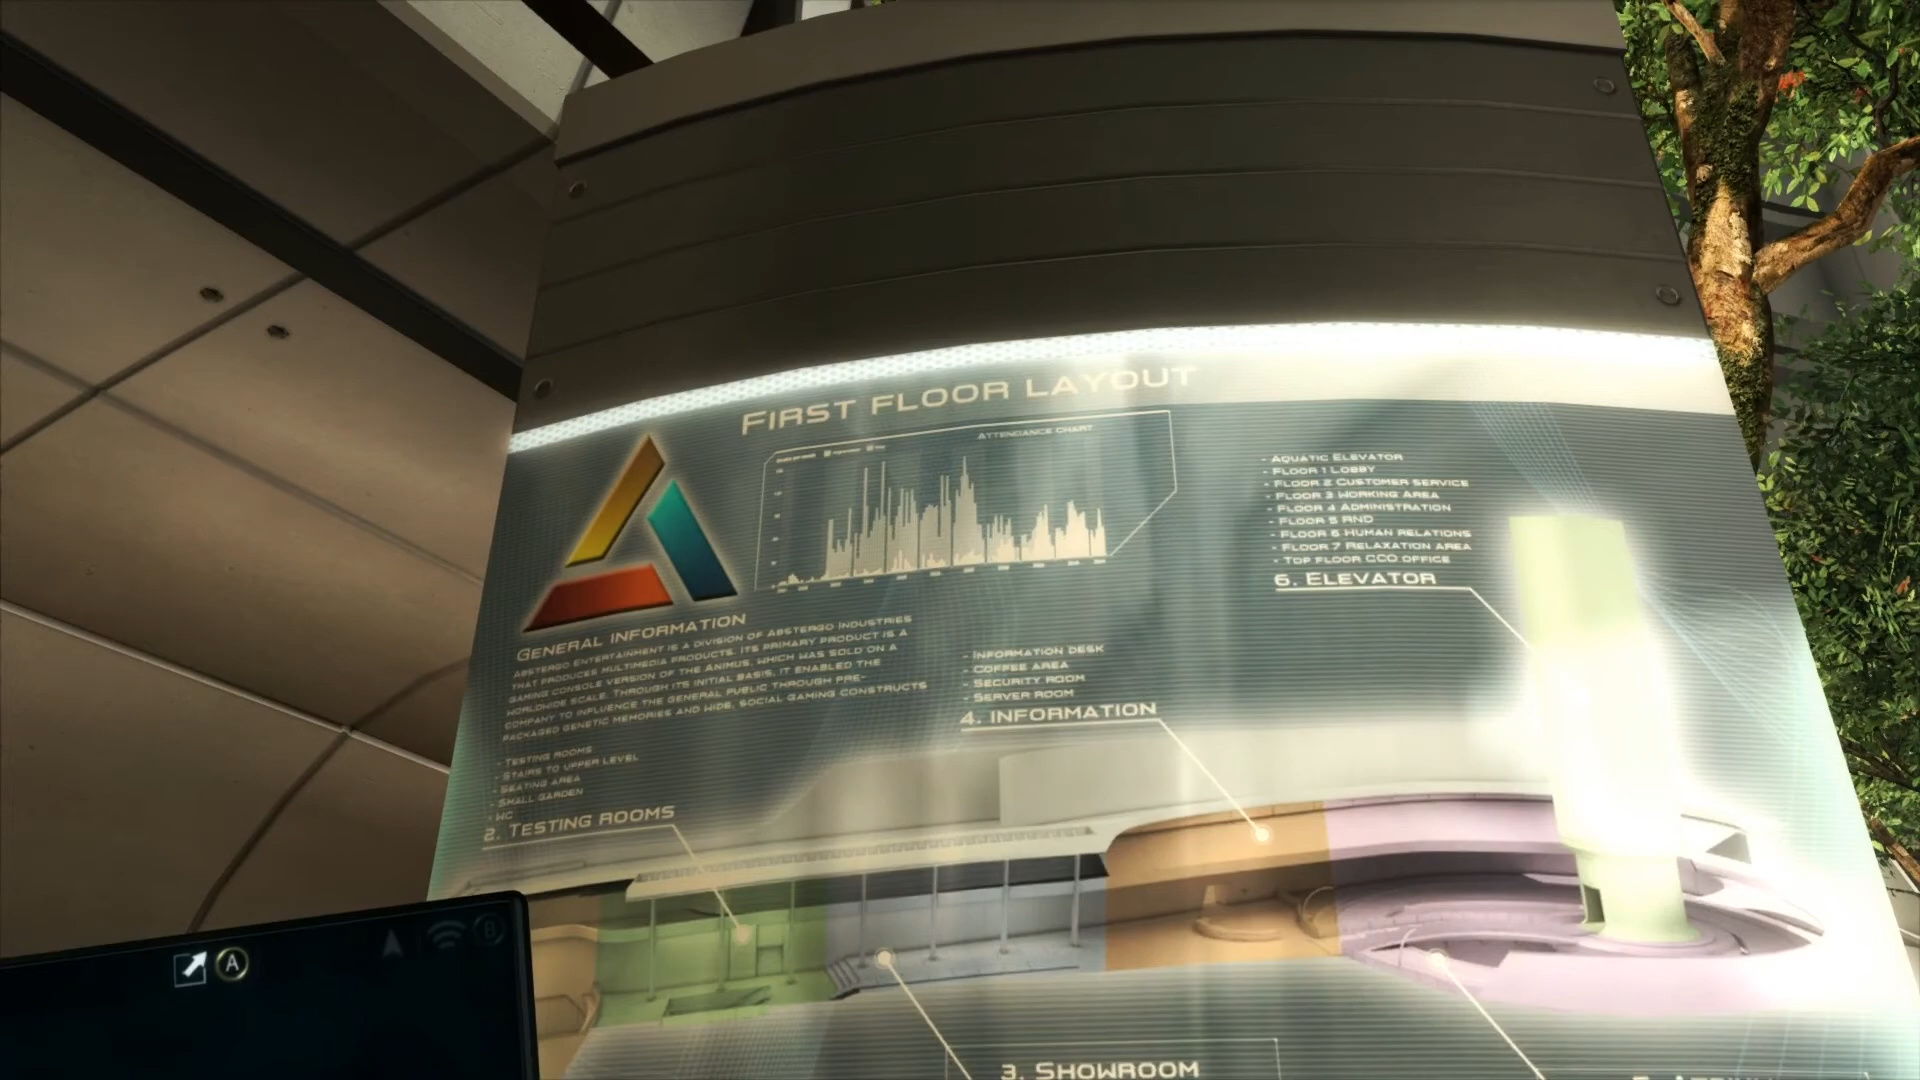 FIRST FLOOR LAYOUT
ATTENDANCE CHART
GENERAL INFORMATION
ABSTERGO ENTERTAINMENT IS A DIVISION OF ABSTERGO INDUSTRIES
THAT PRODUCES MULTIMEDIA PRODUCTS. ITS PRIMARY PRODUCT IS A
GAMING CONSOLE VERSION OF THE ANIMUS, WHICH WAS SOLD ON A
WORLDWIDE SCALE. THROUGH ITS INITIAL BASIS, IT ENABLED THE
COMPANY TO INFLUENCE THE GENERAL PUBLIC THROUGH PRE-
PACKAGED GENETIC MEMORIES AND WIDE, SOCIAL GAMING CONSTRUCTS
- TESTING ROOMS
- STAIRS TO UPPER LEVEL
- SEATING AREA
- SMALL GARDEN
- WC
2. TESTING ROOMS
- INFORMATION DESK
- COFFEE AREA
- SECURITY ROOM
- SERVER ROOM
4. INFORMATION
- AQUATIC ELEVATOR
- FLOOR 1 LOBBY
- FLOOR 2 CUSTOMER SERVICE
- FLOOR 3 WORKING AREA
- FLOOR 4 ADMINISTRATION
- FLOOR 5 RND
- FLOOR 6 HUMAN RELATIONS
- FLOOR 7 RELAXATION AREA
- TOP FLOOR CCO OFFICE
6. ELEVATOR
3. SHOWROOM
A
B